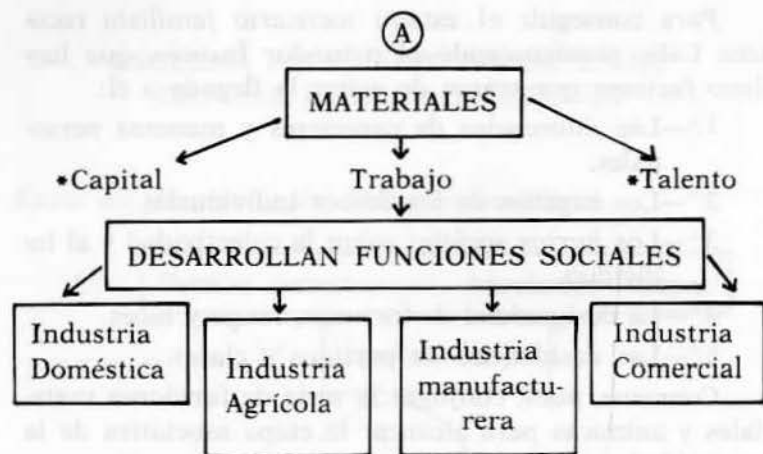 A
MATERIALES
*Capital Trabajo *Talento
DESARROLLAN FUNCIONES SOCIALES
Industria Doméstica
Industria Agrícola
Industria manufactu-
rera
Industria Comercial